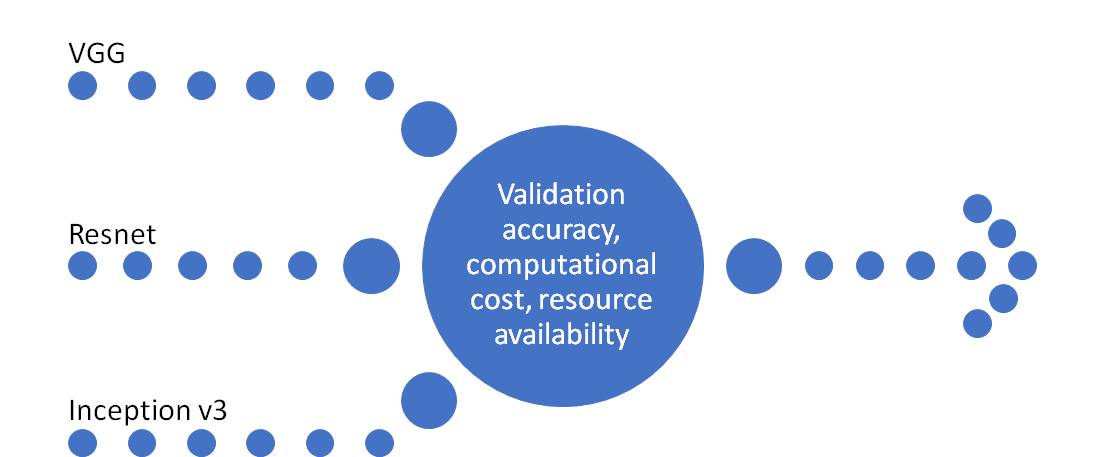 VGG
Resnet
Inception v3
Validation
accuracy,
computational
cost, resource
availability